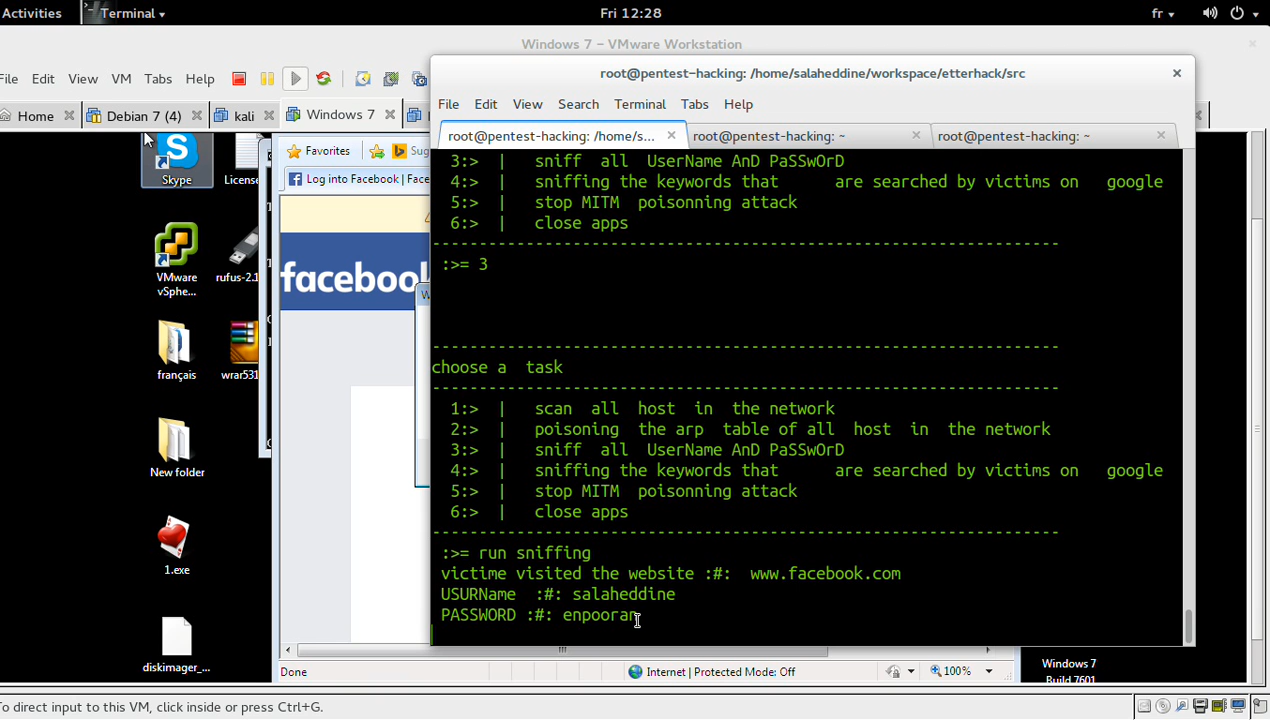 Activities
Terminal
Fri 12:28
fr
Windows 7 - VMware Workstation
File Edit View VM Tabs Help
Home
Debian 7 (4)
kali
Windows 7
Skype
License
VMware
vSphe...
rufus-2.1
français
wrar531
New folder
1.exe
diskimager_...
Favorites
Sug
Log into Facebook | Face
facebook
root@pentest-hacking: /home/salaheddine/workspace/etterhack/src
File Edit View Search Terminal Tabs Help
root@pentest-hacking: /home/s...
root@pentest-hacking: ~
root@pentest-hacking: ~
3:> | sniff all UserName AnD PaSSwOrD
4:> | sniffing the keywords that are searched by victims on google
5:> | stop MITM poisonning attack
6:> | close apps
-------------------------------------------------------------------
:>= 3
-------------------------------------------------------------------
choose a task
-------------------------------------------------------------------
1:> | scan all host in the network
2:> | poisoning the arp table of all host in the network
3:> | sniff all UserName AnD PaSSwOrD
4:> | sniffing the keywords that are searched by victims on google
5:> | stop MITM poisonning attack
6:> | close apps
-------------------------------------------------------------------
:>= run sniffing
victime visited the website :#: www.facebook.com
USURName :#: salaheddine
PASSWORD :#: enpooran
Done
Internet | Protected Mode: Off
100%
Windows 7
Build 7601
To direct input to this VM, click inside or press Ctrl+G.